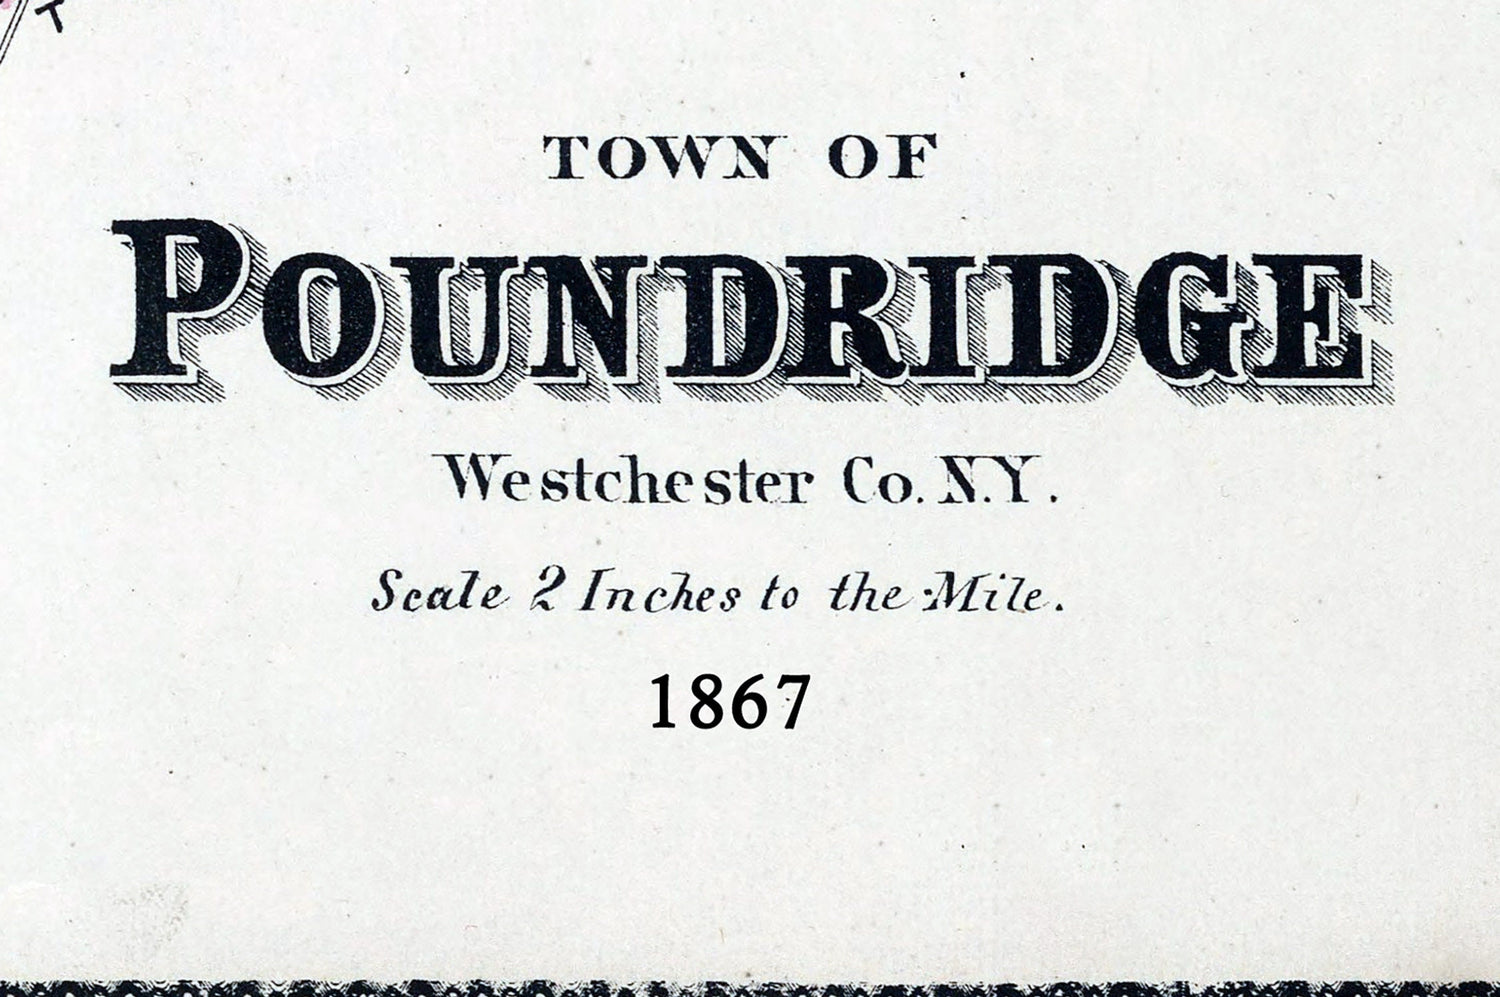 TOWN OF
POUNDRIDGE
Westchester Co. N.Y.
Scale 2 Inches to the Mile.
1867